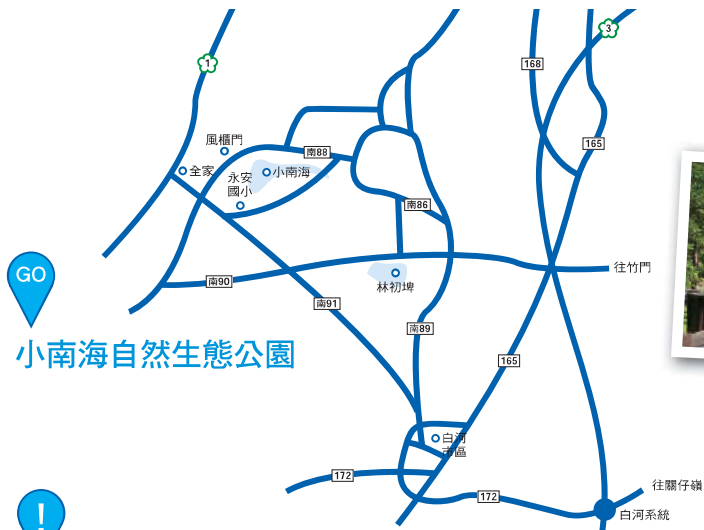 1
3
168
165
風櫃門
南88
全家
小南海
永安
國小
南86
往竹門
GO
南90
林初埤
南91
南89
小南海自然生態公園
165
白河
市區
172
往關仔嶺
172
白河系統
!